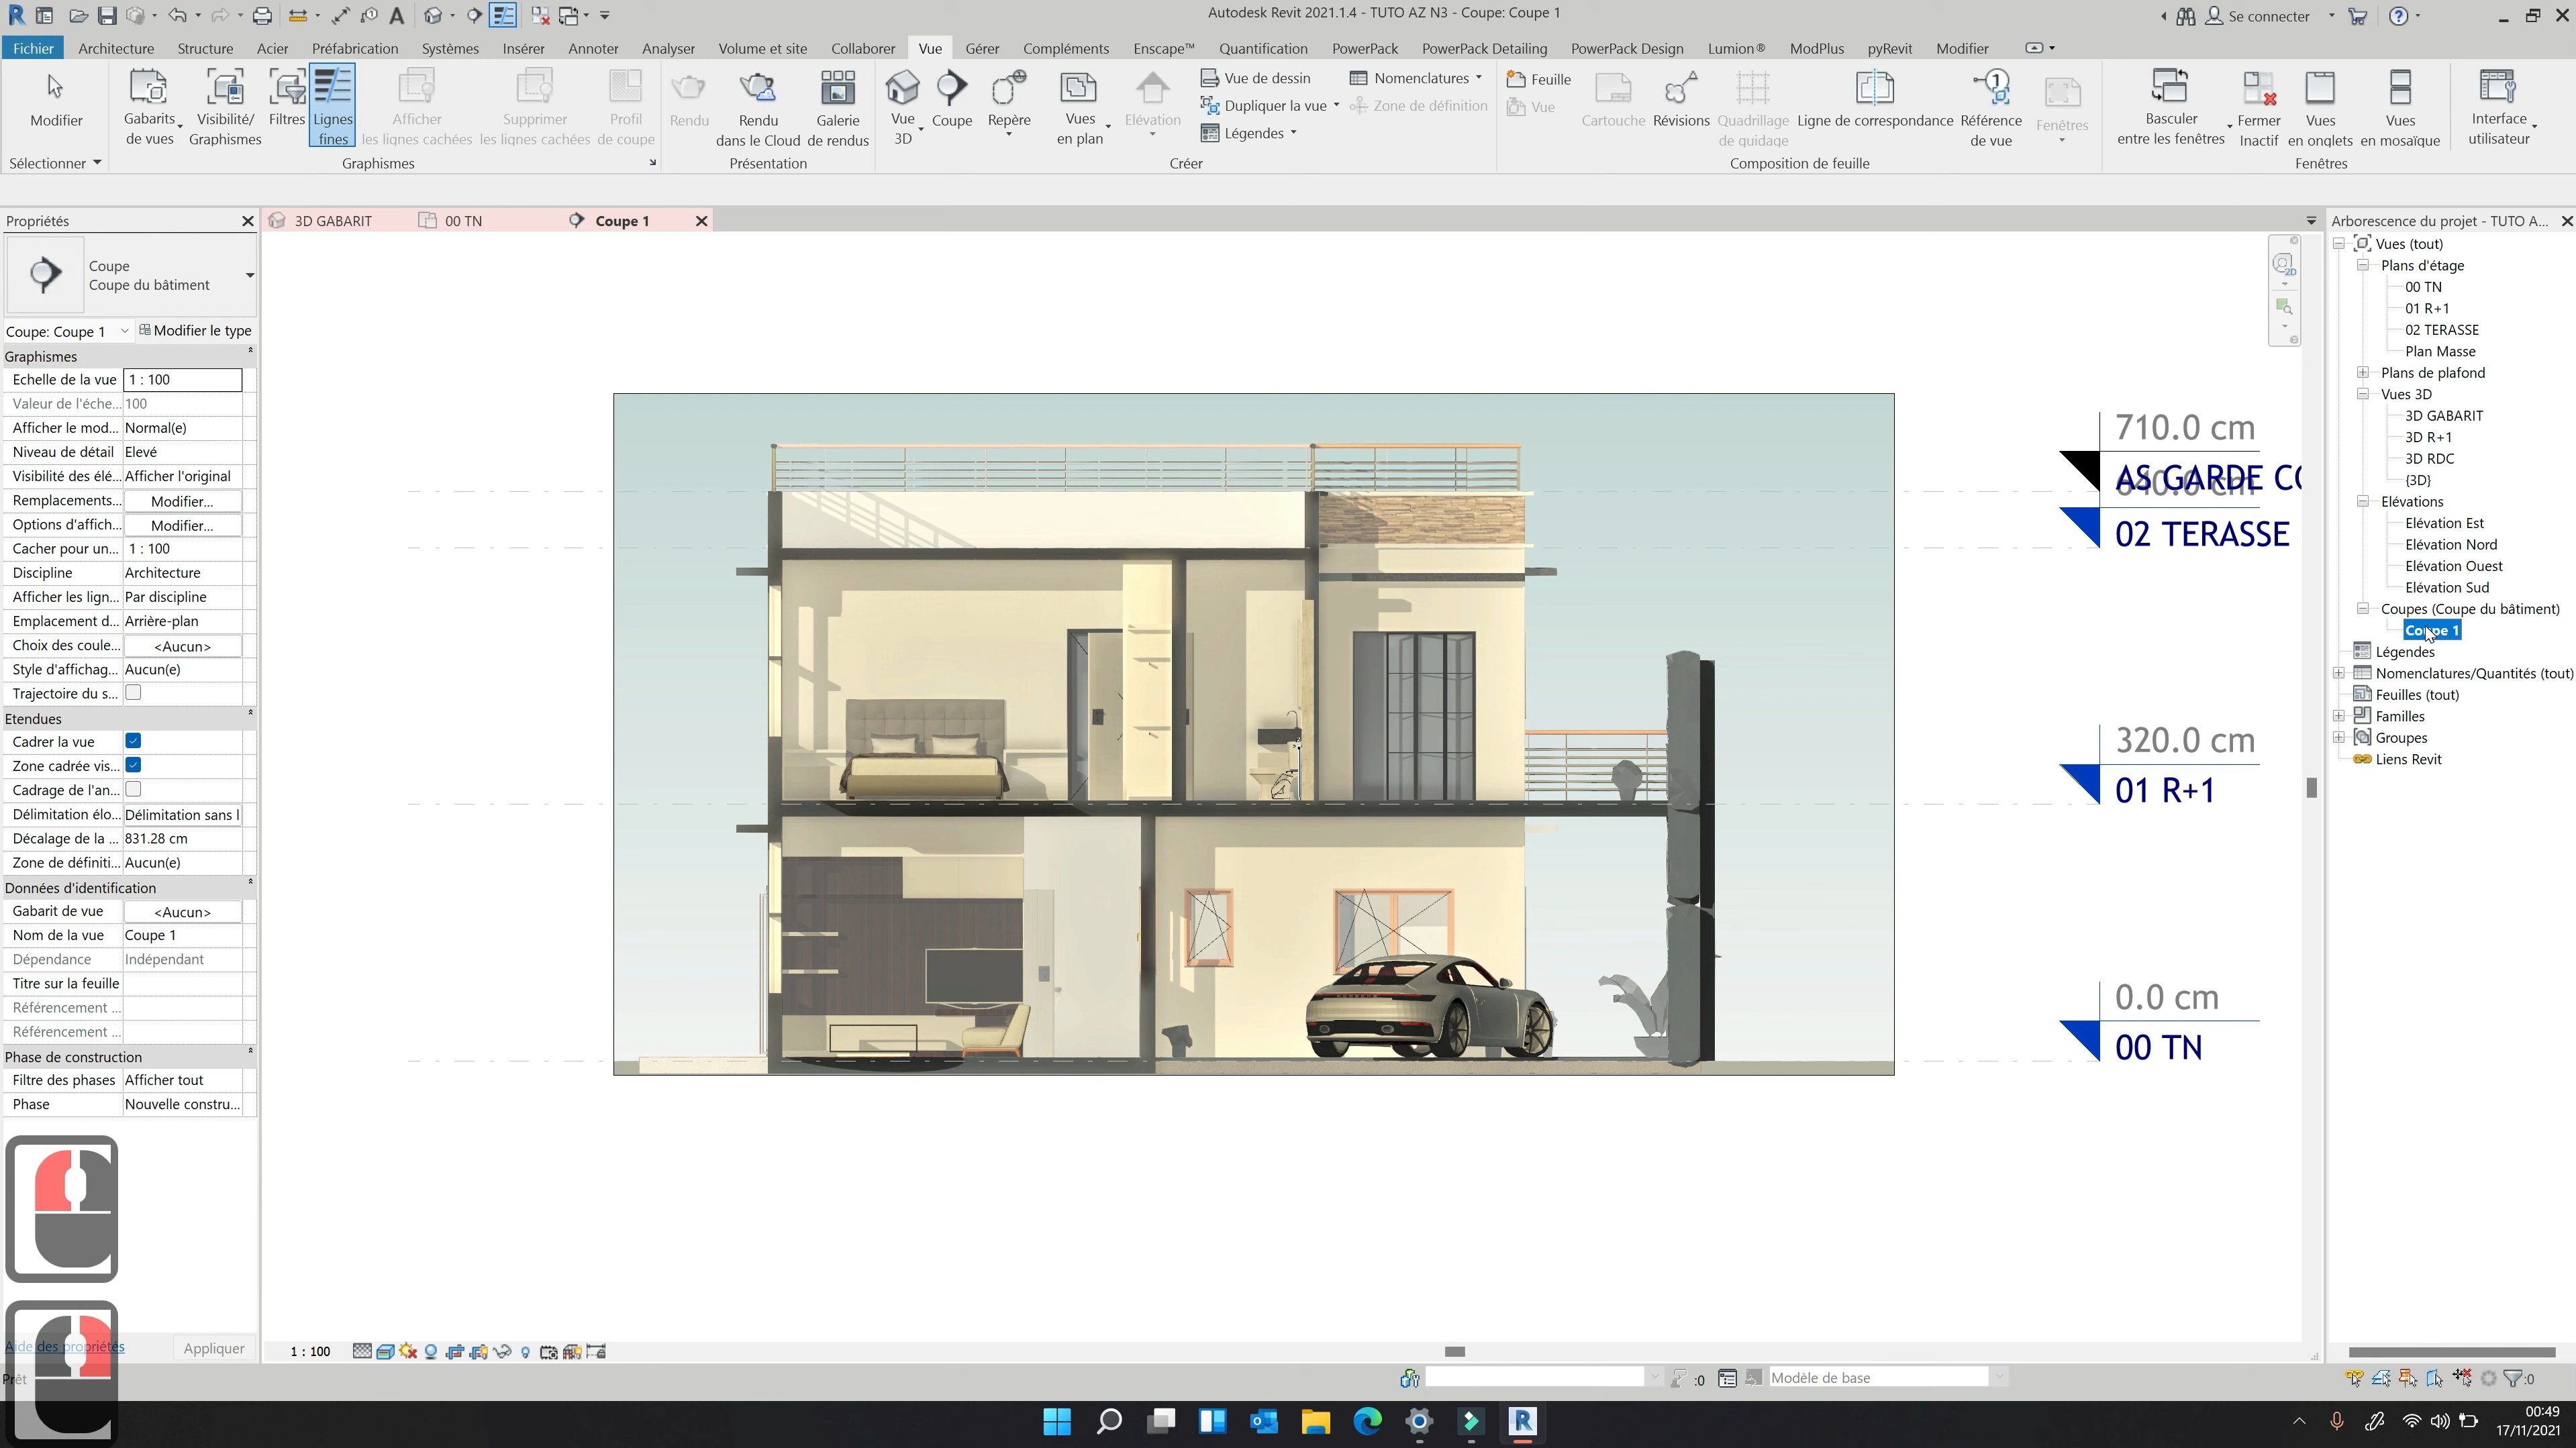 Autodesk Revit 2021.1.4 - TUTO AZ N3 - Coupe: Coupe 1
Se connecter
Fichier Architecture Structure Acier Préfabrication Systèmes Insérer Annoter Analyser Volume et site Collaborer Vue Gérer Compléments Enscape™ Quantification PowerPack PowerPack Detailing PowerPack Design Lumion® ModPlus pyRevit Modifier
Modifier
Gabarits de vues
Visibilité/ Graphismes
Filtres
Lignes fines
Afficher les lignes cachées
Supprimer les lignes cachées
Profil de coupe
Rendu
Rendu dans le Cloud
Galerie de rendus
Vue 3D
Coupe
Repère
Vues en plan
Elévation
Vue de dessin
Dupliquer la vue
Légendes
Nomenclatures
Zone de définition
Feuille
Vue
Cartouche
Révisions
Quadrillage de guidage
Ligne de correspondance
Référence de vue
Fenêtres
Basculer entre les fenêtres
Fermer Inactif
Vues en onglets
Vues en mosaïque
Interface utilisateur
Sélectionner Graphismes Présentation Créer Composition de feuille Fenêtres
Propriétés
3D GABARIT 00 TN Coupe 1
Coupe
Coupe du bâtiment
Coupe: Coupe 1 Modifier le type
Graphismes
Echelle de la vue 1 : 100
Valeur de l'éche... 100
Afficher le mod... Normal(e)
Niveau de détail Elevé
Visibilité des élé... Afficher l'original
Remplacements... Modifier...
Options d'affich... Modifier...
Cacher pour un... 1 : 100
Discipline Architecture
Afficher les lign... Par discipline
Emplacement d... Arrière-plan
Choix des coule... <Aucun>
Style d'affichag... Aucun(e)
Trajectoire du s...
Etendues
Cadrer la vue
Zone cadrée vis...
Cadrage de l'an...
Délimitation élo... Délimitation sans l
Décalage de la ... 831.28 cm
Zone de définiti... Aucun(e)
Données d'identification
Gabarit de vue <Aucun>
Nom de la vue Coupe 1
Dépendance Indépendant
Titre sur la feuille
Référencement ...
Référencement ...
Phase de construction
Filtre des phases Afficher tout
Phase Nouvelle constru...
Aide des propriétés Appliquer
Prêt
710.0 cm
AS GARDE CO
640.0 cm
02 TERASSE
320.0 cm
01 R+1
0.0 cm
00 TN
2D
Arborescence du projet - TUTO A...
Vues (tout)
Plans d'étage
00 TN
01 R+1
02 TERASSE
Plan Masse
Plans de plafond
Vues 3D
3D GABARIT
3D R+1
3D RDC
{3D}
Elévations
Elévation Est
Elévation Nord
Elévation Ouest
Elévation Sud
Coupes (Coupe du bâtiment)
Coupe 1
Légendes
Nomenclatures/Quantités (tout)
Feuilles (tout)
Familles
Groupes
Liens Revit
1 : 100
:0
Modèle de base
:0
00:49
17/11/2021